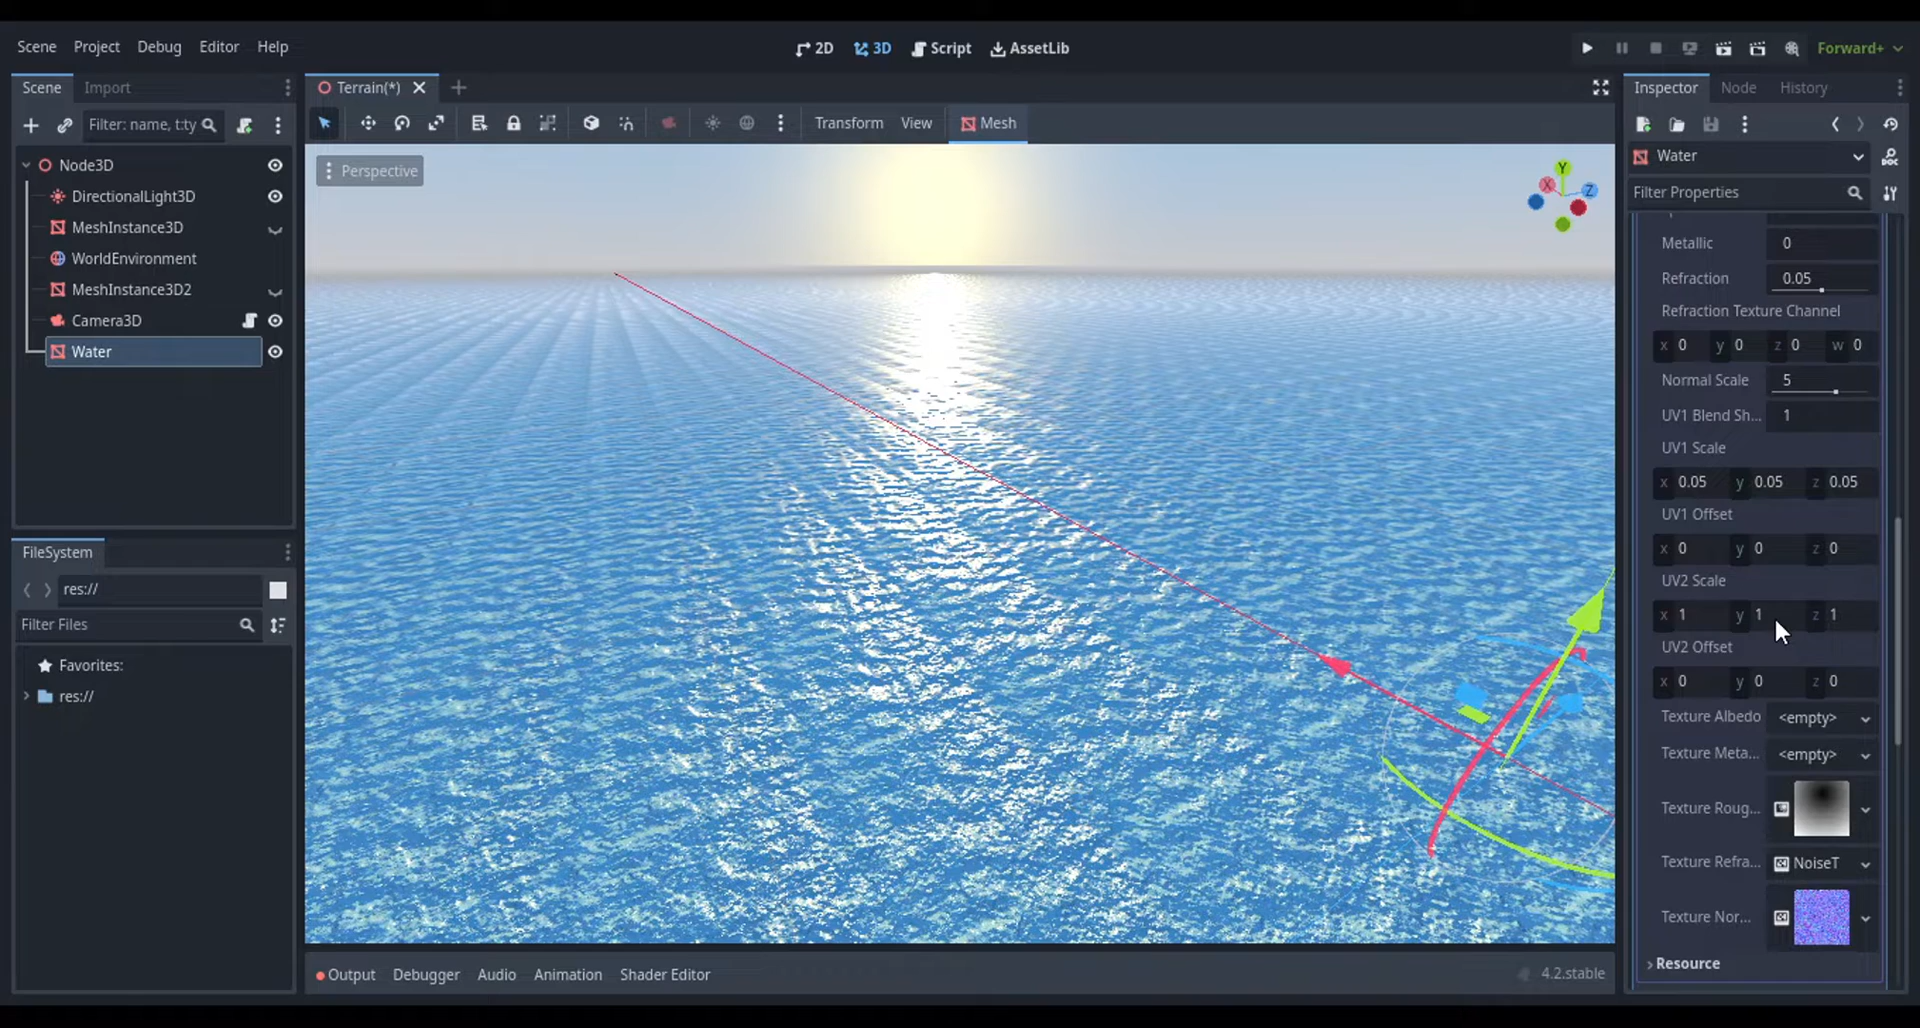 Scene Project Debug Editor Help
2D 3D Script AssetLib
Forward+
Scene Import
Filter: name, t:ty
Node3D
DirectionalLight3D
MeshInstance3D
WorldEnvironment
MeshInstance3D2
Camera3D
Water
FileSystem
res://
Filter Files
Favorites:
res://
Terrain(*)
Transform View Mesh
Perspective
Y
X
Z
Output Debugger Audio Animation Shader Editor
4.2.stable
Inspector Node History
Water
Filter Properties
Metallic 0
Refraction 0.05
Refraction Texture Channel
x 0 y 0 z 0 w 0
Normal Scale 5
UV1 Blend Sh... 1
UV1 Scale
x 0.05 y 0.05 z 0.05
UV1 Offset
x 0 y 0 z 0
UV2 Scale
x 1 y 1 z 1
UV2 Offset
x 0 y 0 z 0
Texture Albedo <empty>
Texture Meta... <empty>
Texture Roug...
Texture Refra... NoiseT
Texture Nor...
Resource